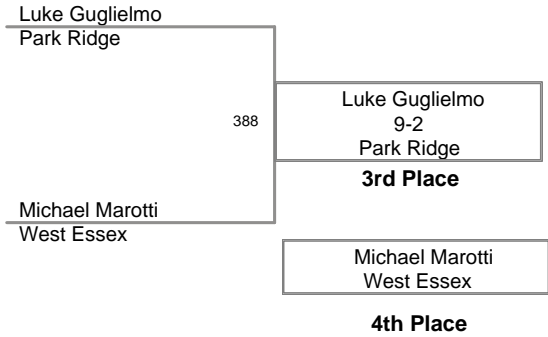 Luke Guglielmo
Park Ridge
388
Luke Guglielmo
9-2
Park Ridge
3rd Place
Michael Marotti
West Essex
Michael Marotti
West Essex
4th Place